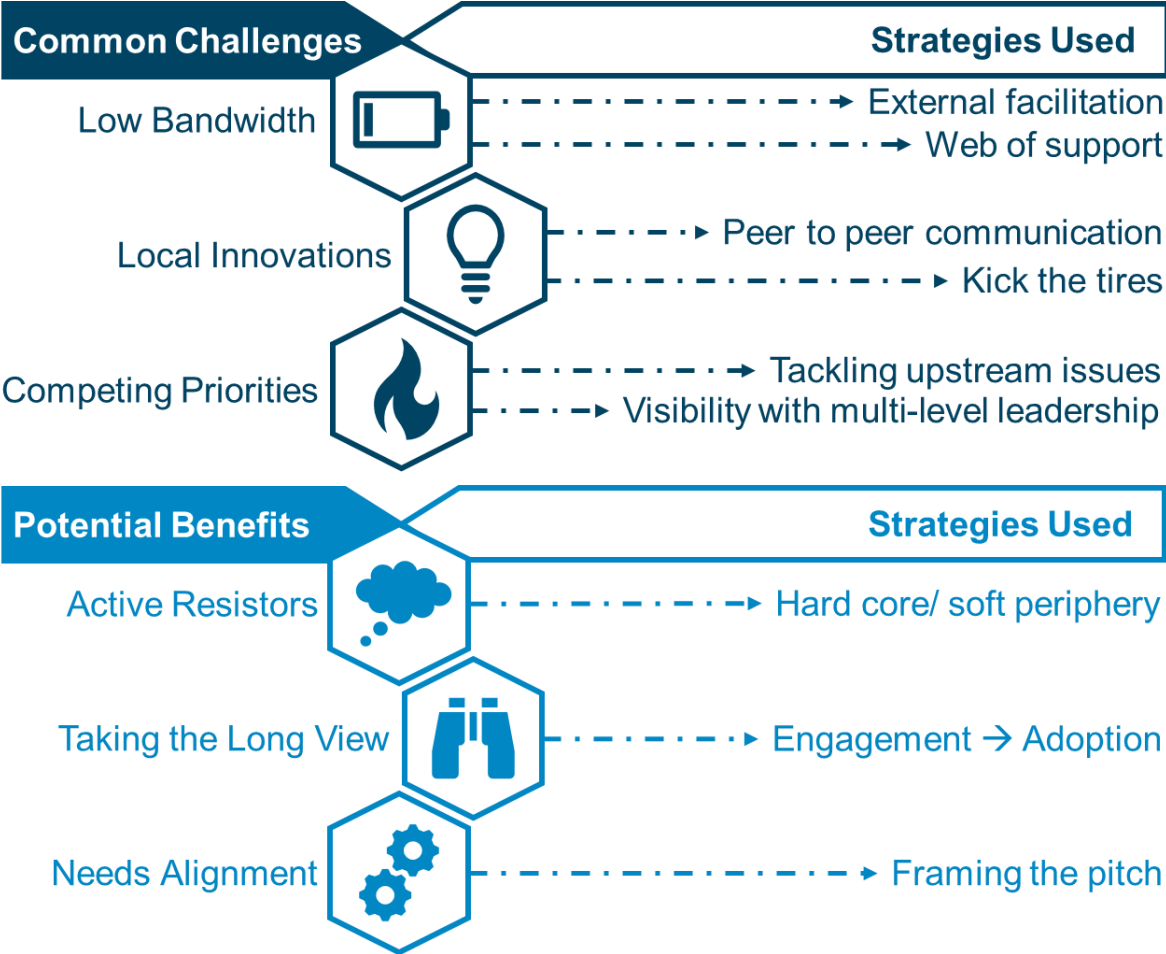 Common Challenges
Strategies Used
Low Bandwidth
External facilitation
Web of support
Local Innovations
Peer to peer communication
Kick the tires
Competing Priorities
Tackling upstream issues
Visibility with multi-level leadership
Potential Benefits
Strategies Used
Active Resistors
Hard core/ soft periphery
Taking the Long View
Engagement → Adoption
Needs Alignment
Framing the pitch